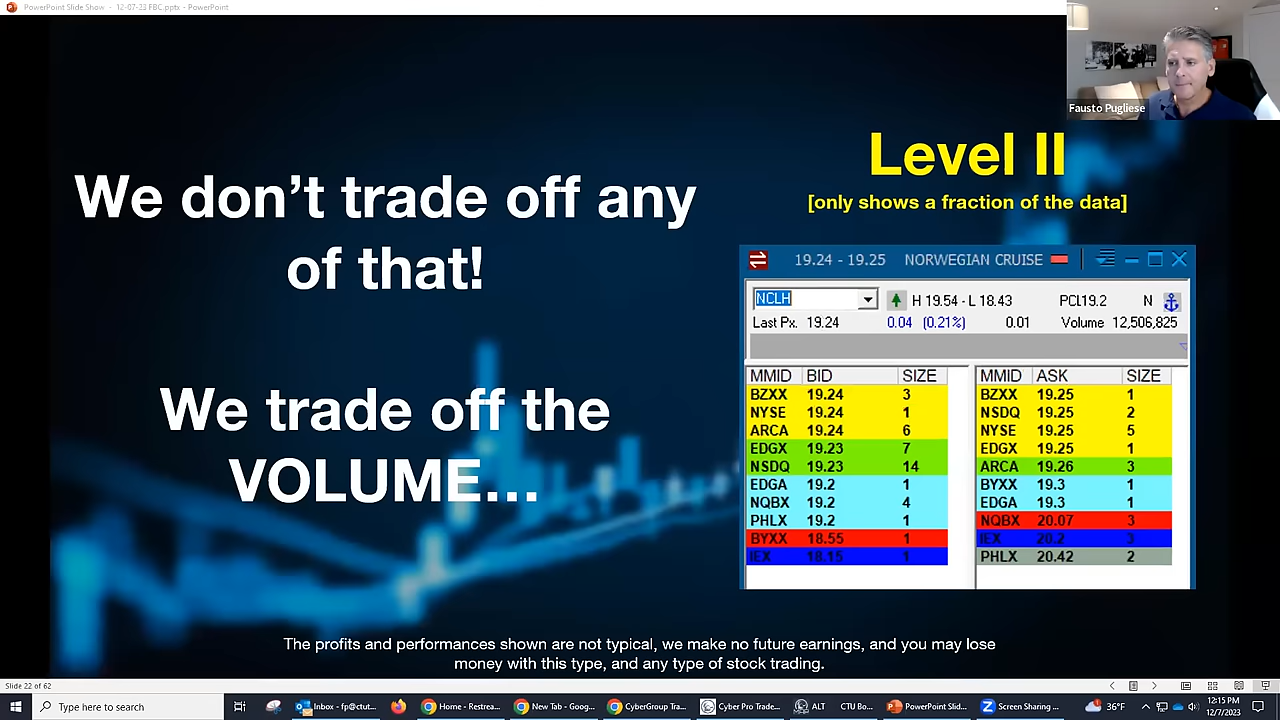 PowerPoint Slide Show - 12-07-23 FBC.pptx - PowerPoint
Fausto Pugliese
We don't trade off any
of that!
We trade off the
VOLUME...
Level II
[only shows a fraction of the data]
19.24 - 19.25 NORWEGIAN CRUISE
NCLH H 19.54 - L 18.43 PCL19.2 N
Last Px. 19.24 0.04 (0.21%) 0.01 Volume 12,506,825
MMID BID SIZE MMID ASK SIZE
BZXX 19.24 3 BZXX 19.25 1
NYSE 19.24 1 NSDQ 19.25 2
ARCA 19.24 6 NYSE 19.25 5
EDGX 19.23 7 EDGX 19.25 1
NSDQ 19.23 14 ARCA 19.26 3
EDGA 19.2 1 BYXX 19.3 1
NQBX 19.2 4 EDGA 19.3 1
PHLX 19.2 1 NQBX 20.07 3
BYXX 18.55 1 IEX 20.2 3
IEX 18.15 1 PHLX 20.42 2
The profits and performances shown are not typical, we make no future earnings, and you may lose
money with this type, and any type of stock trading.
Slide 22 of 62
Type here to search
Inbox - fp@ctut...
Home - Restrea...
New Tab - Goog...
CyberGroup Tra...
Cyber Pro Trade...
ALT
CTU Bo...
PowerPoint Slid...
Screen Sharing ...
36°F
12:15 PM
12/7/2023